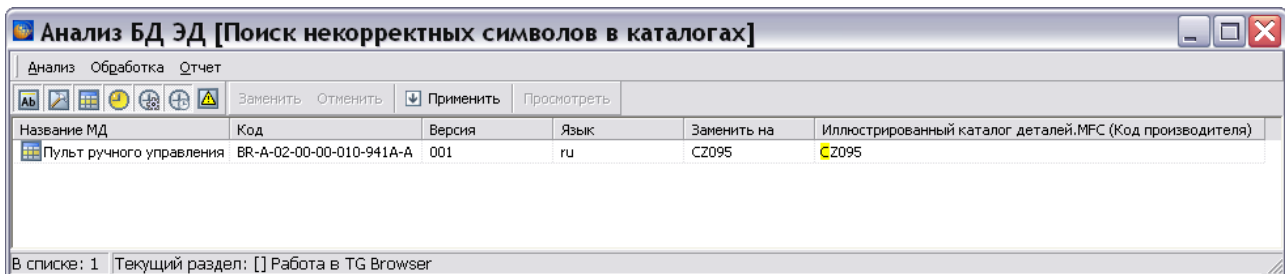 Анализ БД ЭД [Поиск некорректных символов в каталогах]
Анализ Обработка Отчет
Ab Заменить Отменить Применить Просмотреть
Название МД Код Версия Язык Заменить на Иллюстрированный каталог деталей.MFC (Код производителя)
Пульт ручного управления BR-A-02-00-00-010-941A-A 001 ru CZ095 СZ095
В списке: 1 Текущий раздел: [] Работа в TG Browser